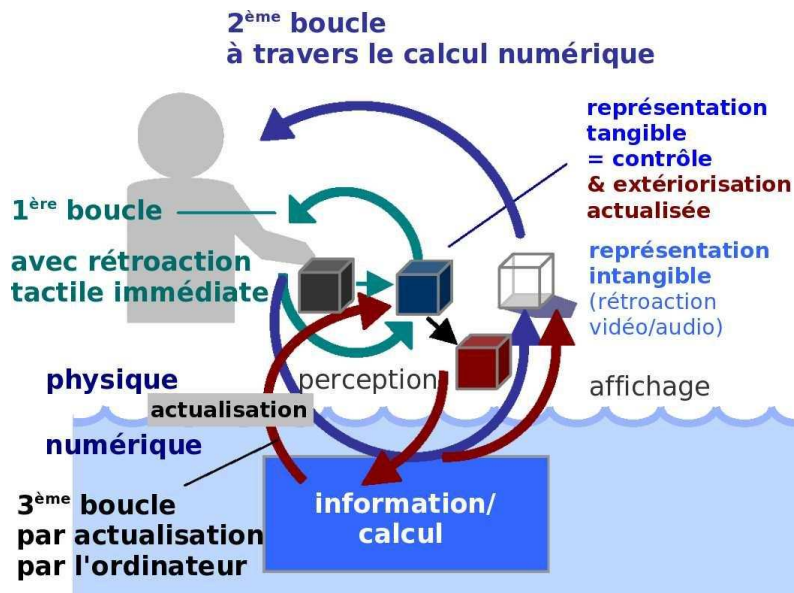 2ème boucle
à travers le calcul numérique
représentation
tangible
= contrôle
& extériorisation
actualisée
1ère boucle
avec rétroaction
tactile immédiate
représentation
intangible
(rétroaction
vidéo/audio)
physique
perception
affichage
actualisation
numérique
3ème boucle
par actualisation
par l'ordinateur
information/
calcul